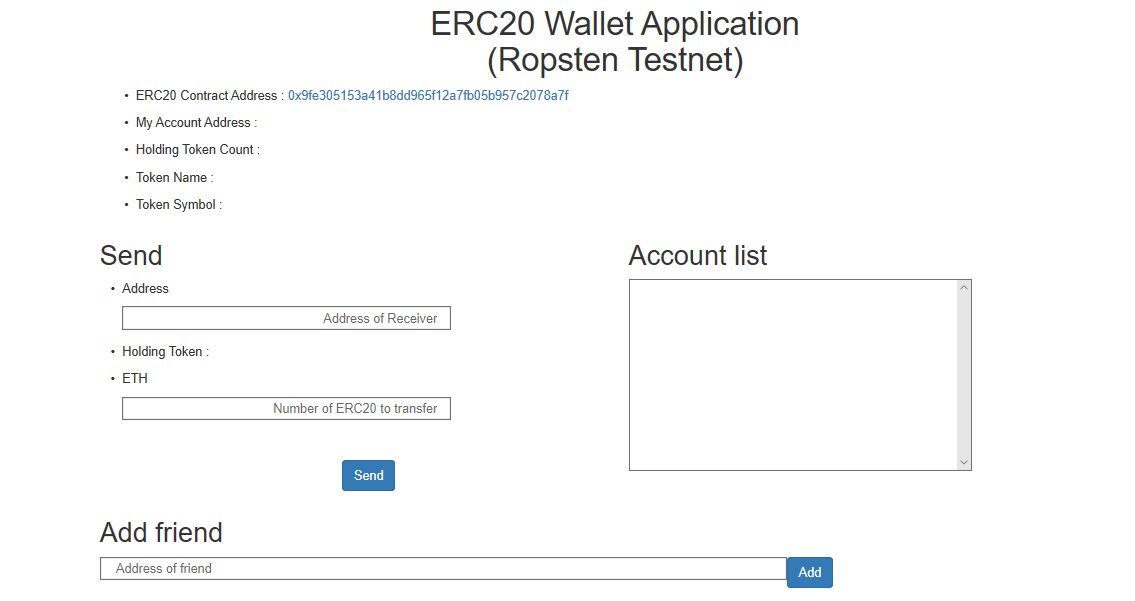 ERC20 Wallet Application
(Ropsten Testnet)
• ERC20 Contract Address : 0x9fe305153a41b8dd965f12a7fb05b957c2078a7f
• My Account Address :
• Holding Token Count :
• Token Name :
• Token Symbol :
Send
• Address
Address of Receiver
• Holding Token :
• ETH
Number of ERC20 to transfer
Send
Account list
Add friend
Address of friend
Add